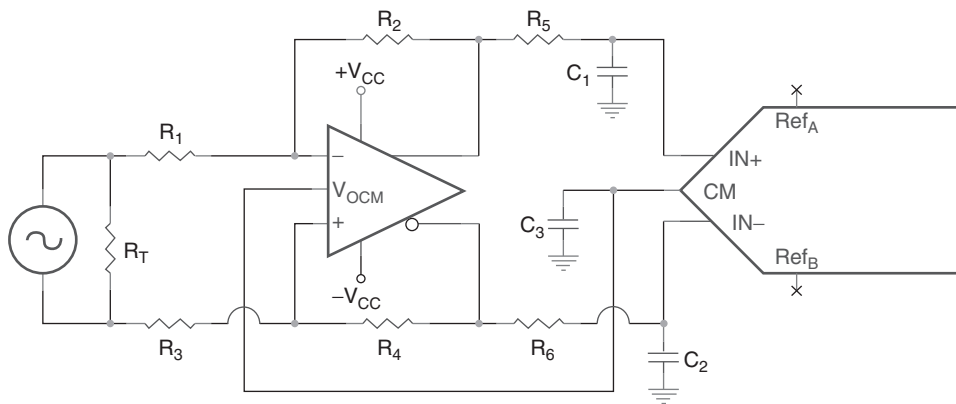 R2
R5
+VCC
C1
RefA
R1
−
IN+
VOCM
CM
C3
+
IN−
RT
RefB
−VCC
R3
R4
R6
C2